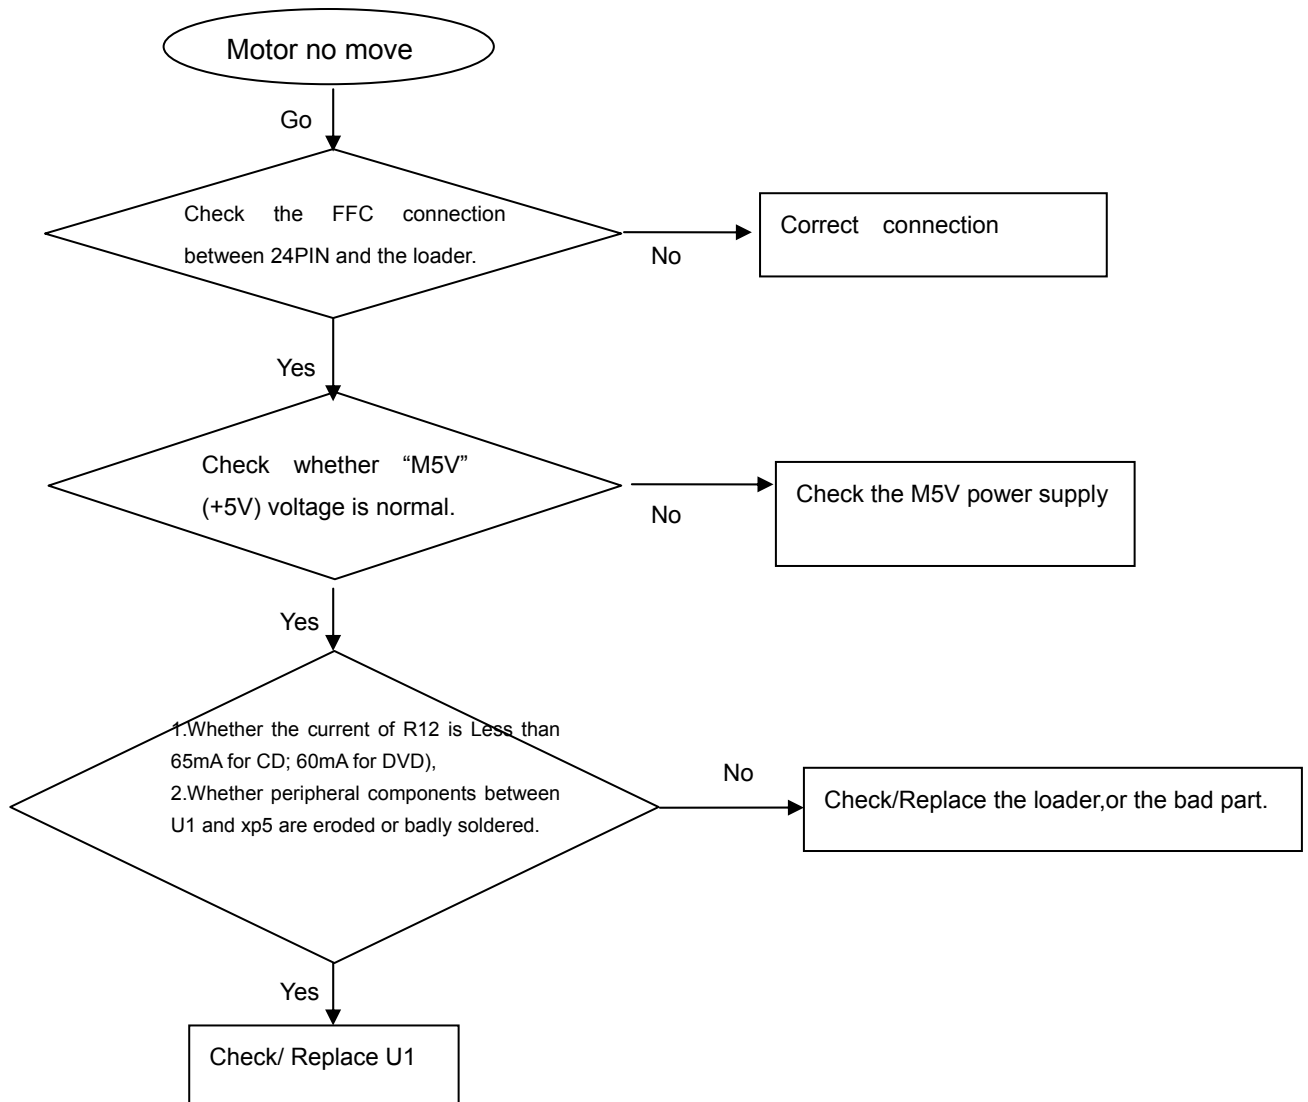 Motor no move
Go
Check the FFC connection
between 24PIN and the loader.
No
Correct connection
Yes
Check whether “M5V”
(+5V) voltage is normal.
No
Check the M5V power supply
Yes
1.Whether the current of R12 is Less than
65mA for CD; 60mA for DVD),
2.Whether peripheral components between
U1 and xp5 are eroded or badly soldered.
No
Check/Replace the loader,or the bad part.
Yes
Check/ Replace U1